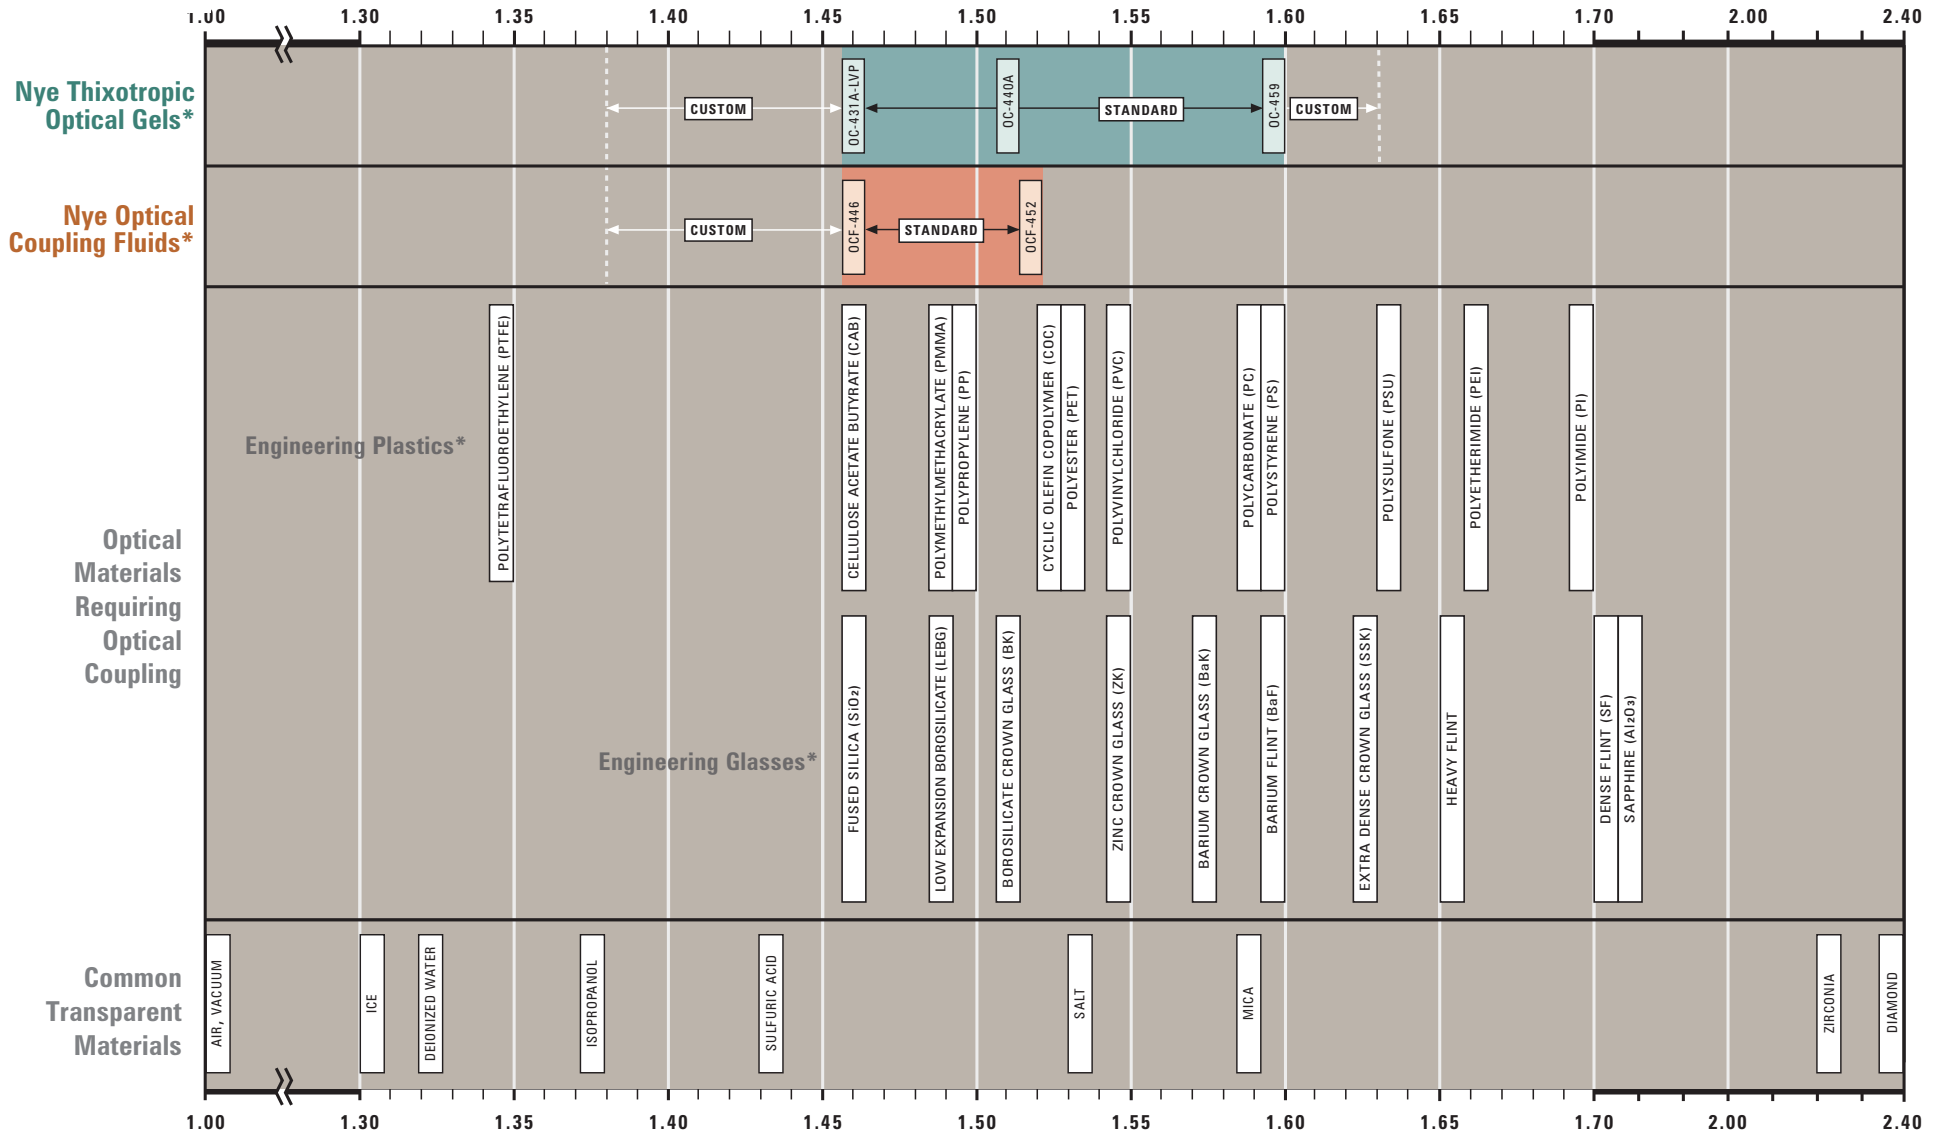 1.00 1.30 1.35 1.40 1.45 1.50 1.55 1.60 1.65 1.70 2.00 2.40
Nye Thixotropic
Optical Gels*
CUSTOM
OC-431A-LVP
OC-440A
STANDARD
OC-459
CUSTOM
Nye Optical
Coupling Fluids*
CUSTOM
OCF-446
STANDARD
OCF-452
Optical
Materials
Requiring
Optical
Coupling
Engineering Plastics*
POLYTETRAFLUOROETHYLENE (PTFE)
CELLULOSE ACETATE BUTYRATE (CAB)
POLYMETHYLMETHACRYLATE (PMMA)
POLYPROPYLENE (PP)
CYCLIC OLEFIN COPOLYMER (COC)
POLYESTER (PET)
POLYVINYLCHLORIDE (PVC)
POLYCARBONATE (PC)
POLYSTYRENE (PS)
POLYSULFONE (PSU)
POLYETHERIMIDE (PEI)
POLYIMIDE (PI)
Engineering Glasses*
FUSED SILICA (SiO₂)
LOW EXPANSION BOROSILICATE (LEBG)
BOROSILICATE CROWN GLASS (BK)
ZINC CROWN GLASS (ZK)
BARIUM CROWN GLASS (BaK)
BARIUM FLINT (BaF)
EXTRA DENSE CROWN GLASS (SSK)
HEAVY FLINT
DENSE FLINT (SF)
SAPPHIRE (Al₂O₃)
Common
Transparent
Materials
AIR, VACUUM
ICE
DEIONIZED WATER
ISOPROPANOL
SULFURIC ACID
SALT
MICA
ZIRCONIA
DIAMOND
1.00 1.30 1.35 1.40 1.45 1.50 1.55 1.60 1.65 1.70 2.00 2.40